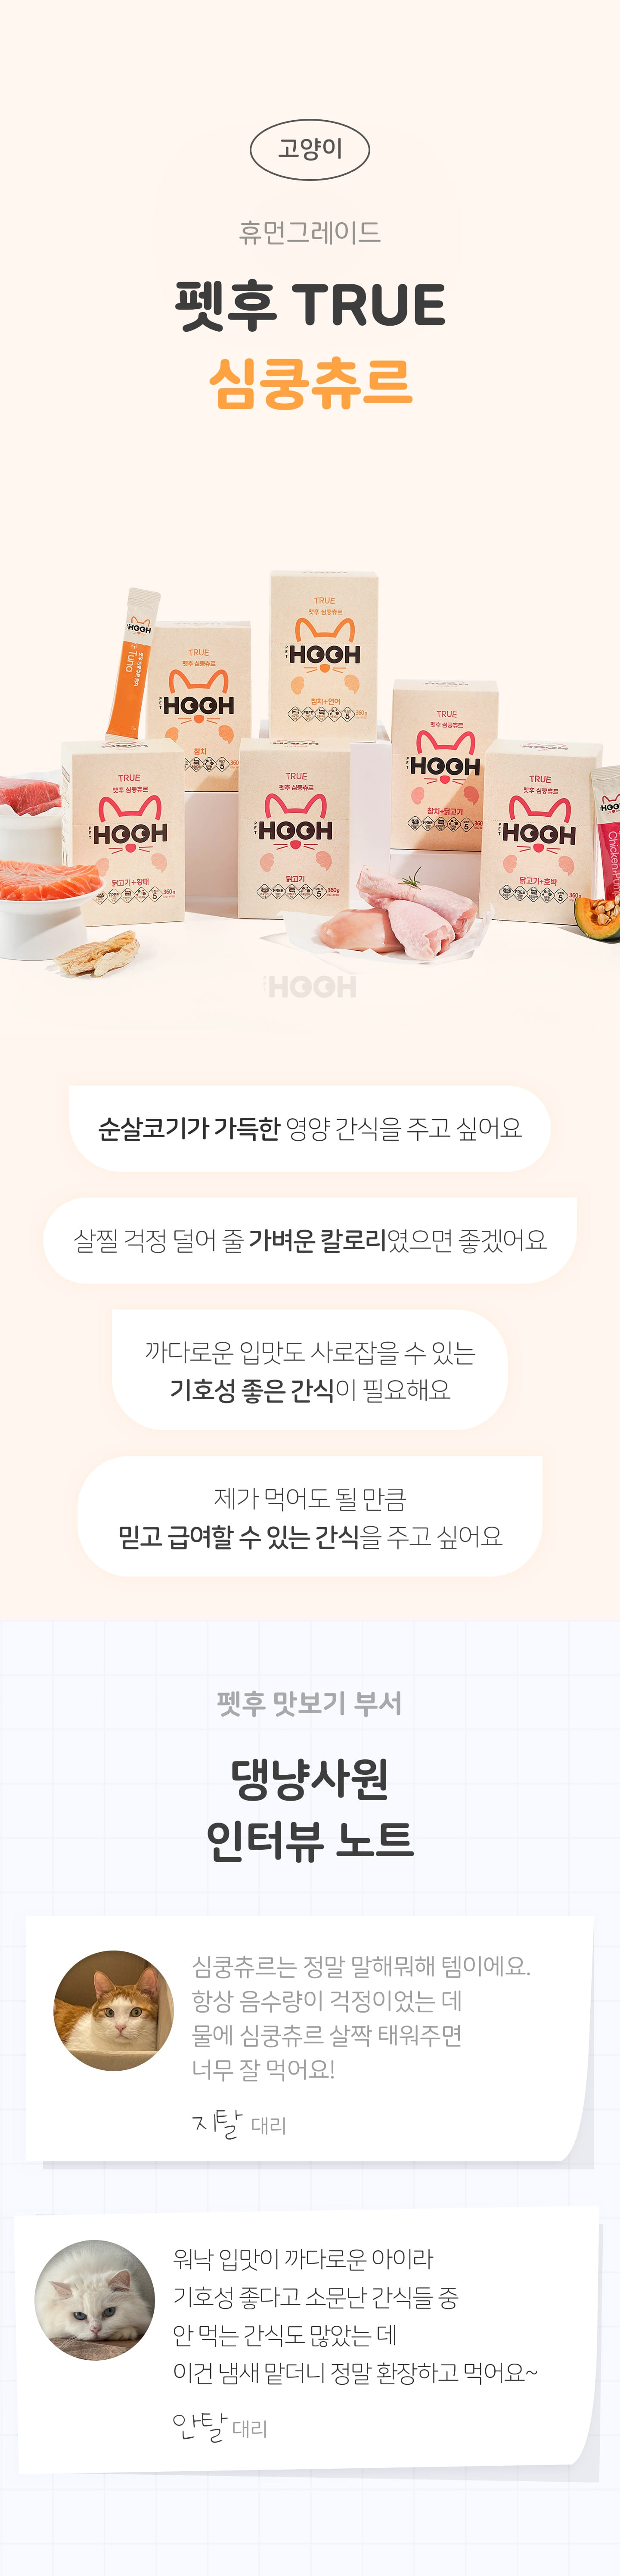 고양이
휴먼그레이드
펫후 TRUE
심쿵츄르
TRUE
펫후 심쿵츄르
PET HOOH
참치+연어
360g
HOOH
Tuna
TRUE
펫후 심쿵츄르
PET HOOH
참치
360
TRUE
펫후 심쿵츄르
PET HOOH
참치+닭고기
360
TRUE
펫후 심쿵츄르
PET HOOH
닭고기+황태
360g
TRUE
펫후 심쿵츄르
PET HOOH
닭고기
360g
TRUE
펫후 심쿵츄르
PET HOOH
닭고기+호박
360g
HOO
Chicken+Pum
HOOH
순살코기가 가득한 영양 간식을 주고 싶어요
살찔 걱정 덜어 줄 가벼운 칼로리였으면 좋겠어요
까다로운 입맛도 사로잡을 수 있는
기호성 좋은 간식이 필요해요
제가 먹어도 될 만큼
믿고 급여할 수 있는 간식을 주고 싶어요
펫후 맛보기 부서
댕냥사원
인터뷰 노트
심쿵츄르는 정말 말해뭐해 템이에요.
항상 음수량이 걱정이었는 데
물에 심쿵츄르 살짝 태워주면
너무 잘 먹어요!
지탈 대리
워낙 입맛이 까다로운 아이라
기호성 좋다고 소문난 간식들 중
안 먹는 간식도 많았는 데
이건 냄새 맡더니 정말 환장하고 먹어요~
안탈 대리